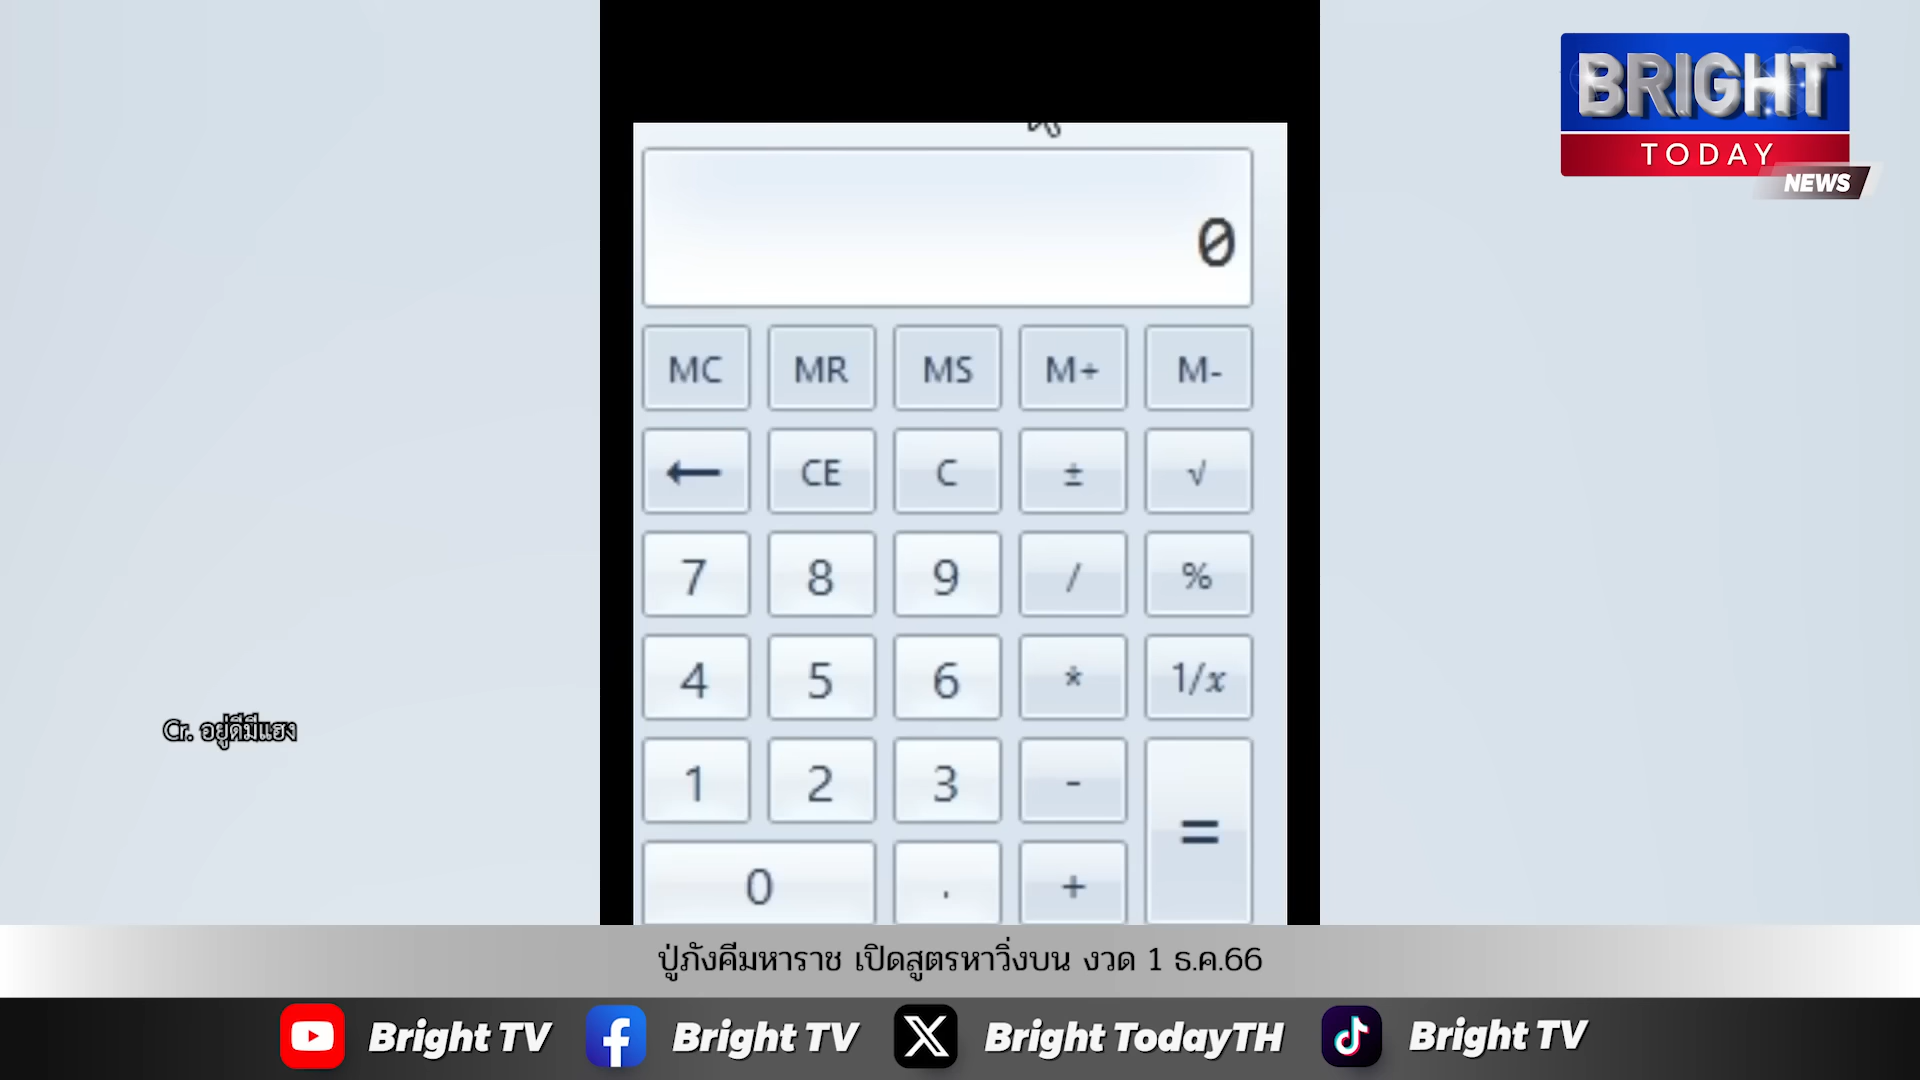 BRIGHT
TODAY
NEWS
0
MC MR MS M+ M-
← CE C ± √
7 8 9 / %
4 5 6 * 1/x
1 2 3 - =
0 . +
Cr. อยู่ดีมีแฮง
ปู่ภังคีมหาราช เปิดสูตรหาวิ่งบน งวด 1 ธ.ค.66
Bright TV Bright TV Bright TodayTH Bright TV